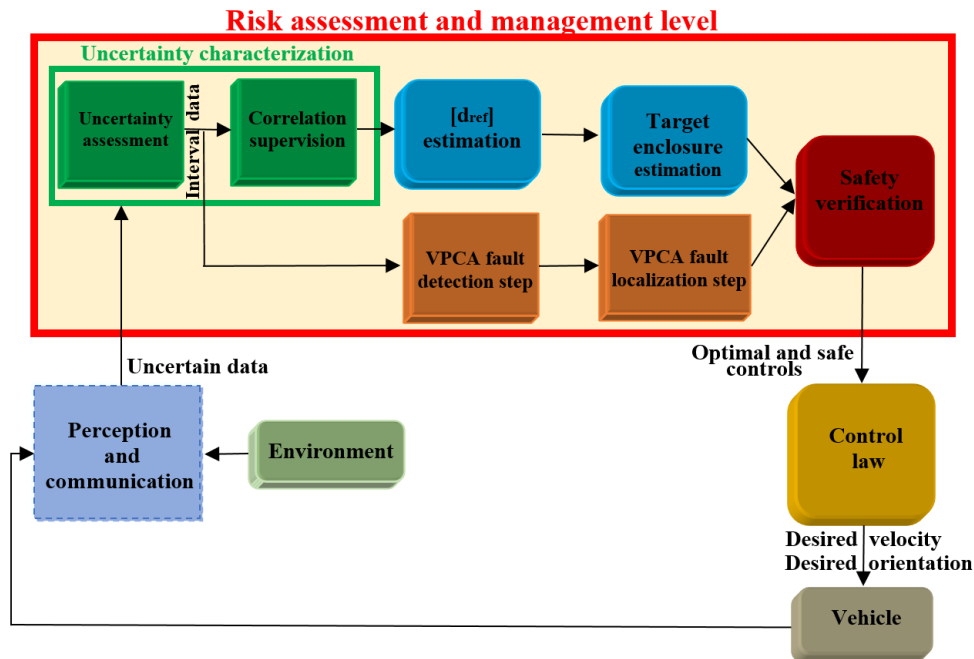 Risk assessment and management level
Uncertainty characterization
Uncertainty
assessment
Interval data
Correlation
supervision
[dref]
estimation
Target
enclosure
estimation
Safety
verification
VPCA fault
detection step
VPCA fault
localization step
Uncertain data
Optimal and safe
controls
Perception
and
communication
Environment
Control
law
Desired velocity
Desired orientation
Vehicle